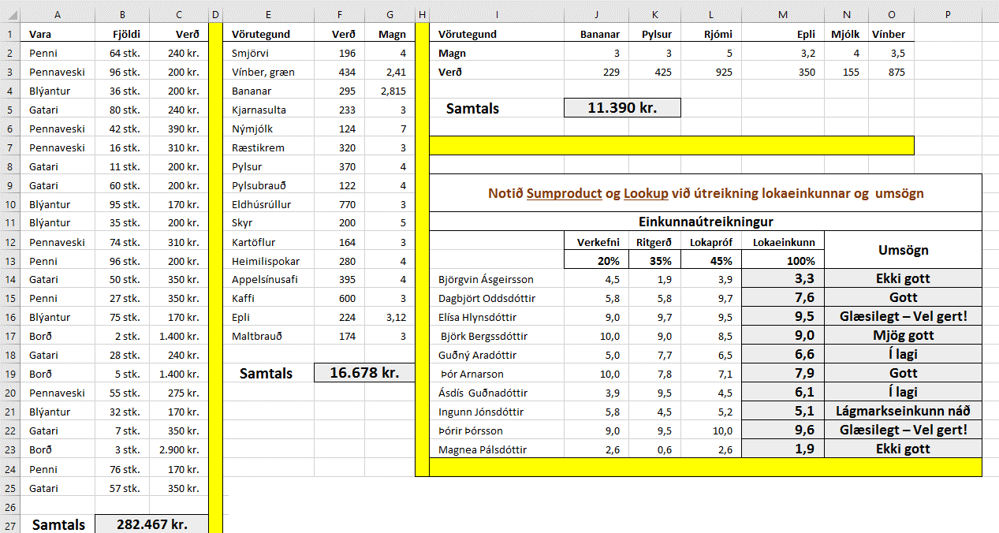 A B C D E F G H I J K L M N O P
1 Vara Fjöldi Verð Vörutegund Verð Magn Vörutegund Bananar Pylsur Rjómi Epli Mjólk Vínber
2 Penni 64 stk. 240 kr. Smjörvi 196 4 Magn 3 3 5 3,2 4 3,5
3 Pennaveski 96 stk. 200 kr. Vínber, græn 434 2,41 Verð 229 425 925 350 155 875
4 Blýantur 36 stk. 200 kr. Bananar 295 2,815
5 Gatari 80 stk. 240 kr. Kjarnasulta 233 3 Samtals 11.390 kr.
6 Pennaveski 42 stk. 390 kr. Nýmjólk 124 7
7 Pennaveski 16 stk. 310 kr. Ræstikrem 320 3
8 Gatari 11 stk. 200 kr. Pylsur 370 4
9 Gatari 60 stk. 200 kr. Pylsubrauð 122 4
Notið Sumproduct og Lookup við útreikning lokaeinkunnar og umsögn
10 Blýantur 95 stk. 170 kr. Eldhúsrúllur 770 3
11 Blýantur 35 stk. 200 kr. Skyr 200 5 Einkunnaútreikningur
12 Pennaveski 74 stk. 310 kr. Kartöflur 164 3 Verkefni Ritgerð Lokapróf Lokaeinkunn Umsögn
13 Penni 96 stk. 200 kr. Heimilispokar 280 4 20% 35% 45% 100%
14 Gatari 50 stk. 350 kr. Appelsínusafi 395 4 Björgvin Ásgeirsson 4,5 1,9 3,9 3,3 Ekki gott
15 Penni 27 stk. 350 kr. Kaffi 600 3 Dagbjört Oddsdóttir 5,8 5,8 9,7 7,6 Gott
16 Blýantur 75 stk. 170 kr. Epli 224 3,12 Elísa Hlynsdóttir 9,0 9,7 9,5 9,5 Glæsilegt – Vel gert!
17 Borð 2 stk. 1.400 kr. Maltbrauð 174 3 Björk Bergssdóttir 10,0 9,0 8,5 9,0 Mjög gott
18 Gatari 28 stk. 240 kr. Guðný Aradóttir 5,0 7,7 6,5 6,6 Í lagi
19 Borð 5 stk. 1.400 kr. Samtals 16.678 kr. Þór Arnarson 10,0 7,8 7,1 7,9 Gott
20 Pennaveski 55 stk. 275 kr. Ásdís Guðnadóttir 3,9 9,5 4,5 6,1 Í lagi
21 Blýantur 32 stk. 170 kr. Ingunn Jónsdóttir 5,8 4,5 5,2 5,1 Lágmarkseinkunn náð
22 Gatari 7 stk. 350 kr. Þórir Þórsson 9,0 9,5 10,0 9,6 Glæsilegt – Vel gert!
23 Borð 3 stk. 2.900 kr. Magnea Pálsdóttir 2,6 0,6 2,6 1,9 Ekki gott
24 Penni 76 stk. 170 kr.
25 Gatari 57 stk. 350 kr.
26
27 Samtals 282.467 kr.